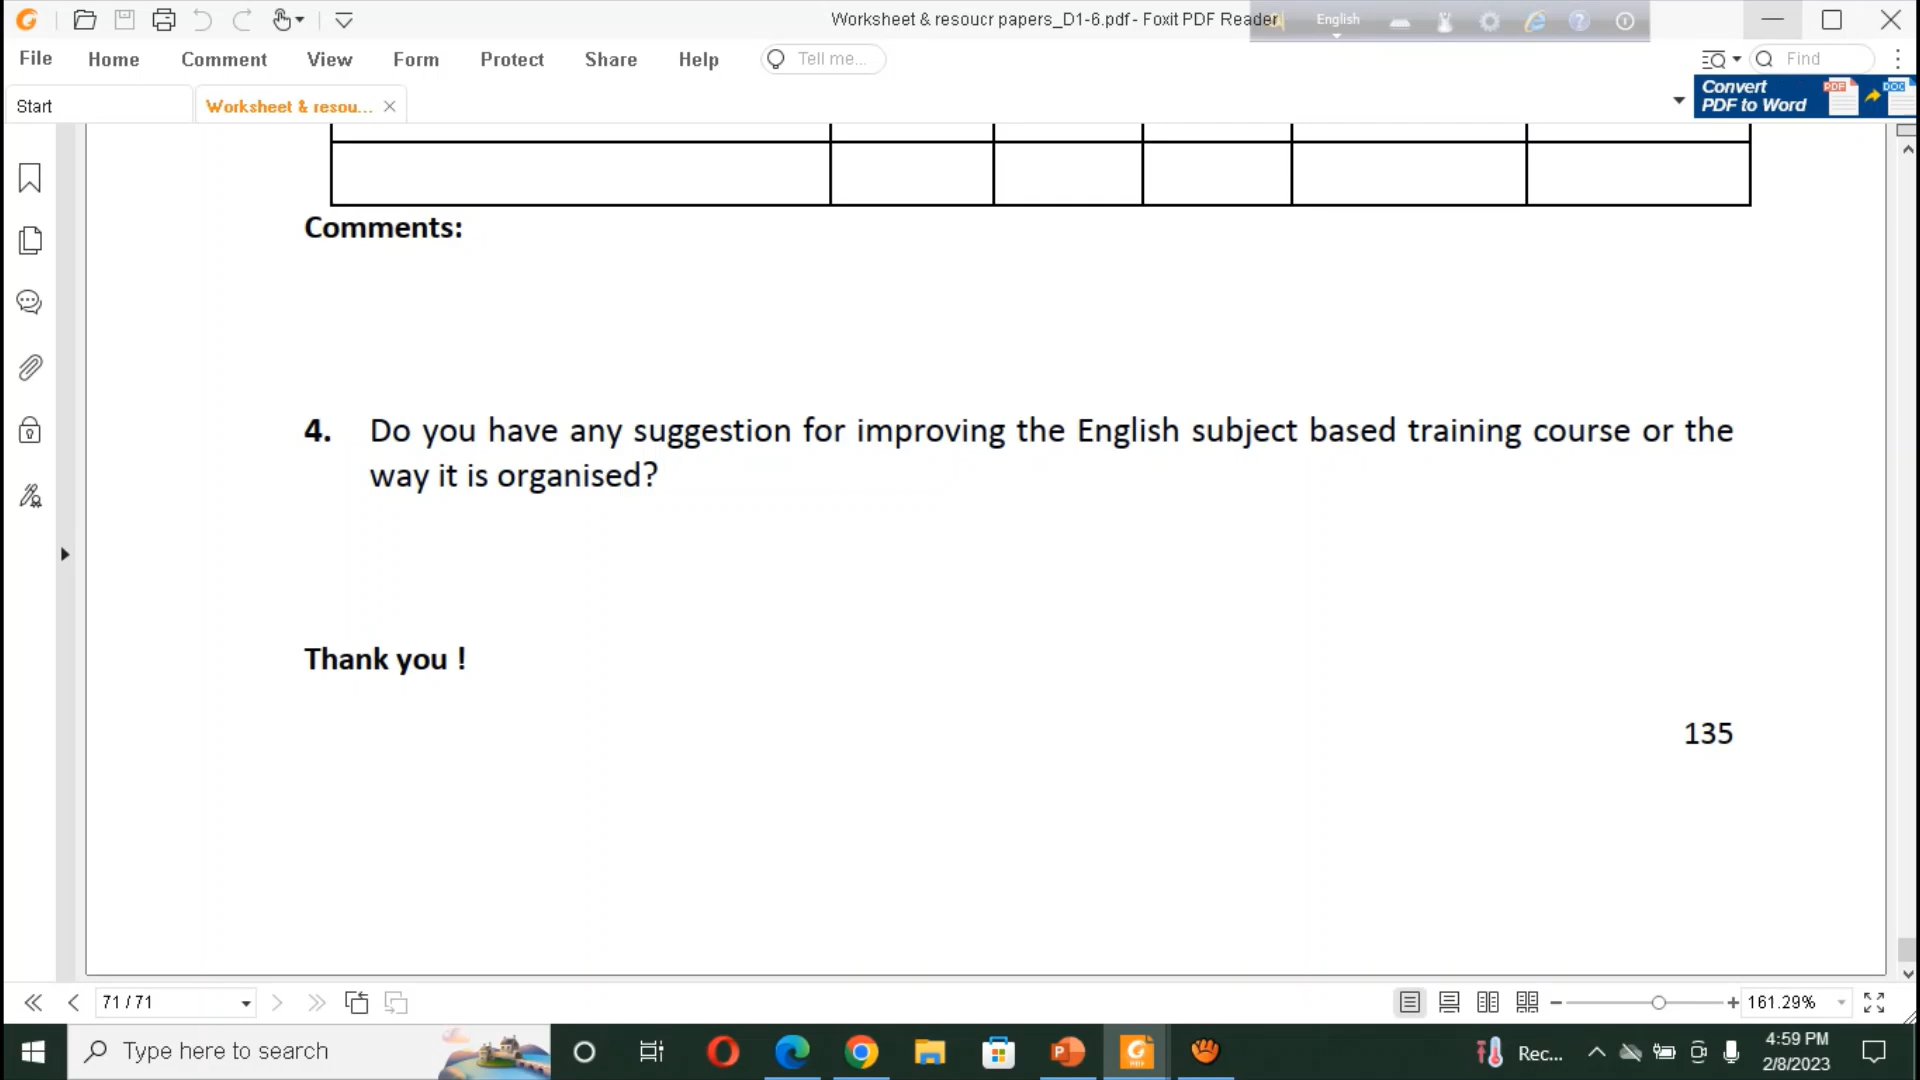 Worksheet & resoucr papers_D1-6.pdf - Foxit PDF Reader
English
File Home Comment View Form Protect Share Help Tell me... Find
Start Worksheet & resou...
Convert
PDF to Word
PDF DOC
Comments:
4. Do you have any suggestion for improving the English subject based training course or the
way it is organised?
Thank you !
135
71 / 71 161.29%
Type here to search Rec... 4:59 PM
2/8/2023